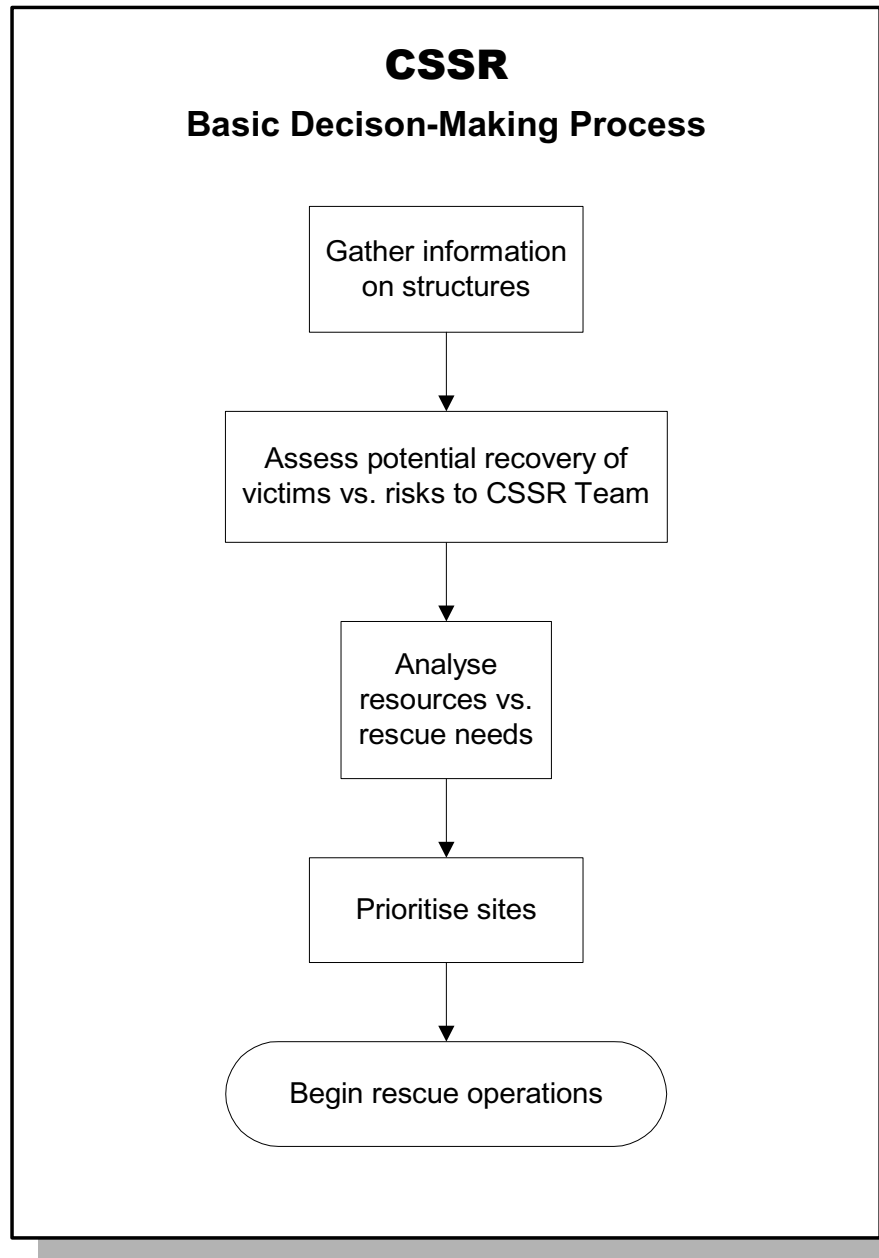 CSSR
Basic Decison-Making Process
Gather information
on structures
Assess potential recovery of
victims vs. risks to CSSR Team
Analyse
resources vs.
rescue needs
Prioritise sites
Begin rescue operations